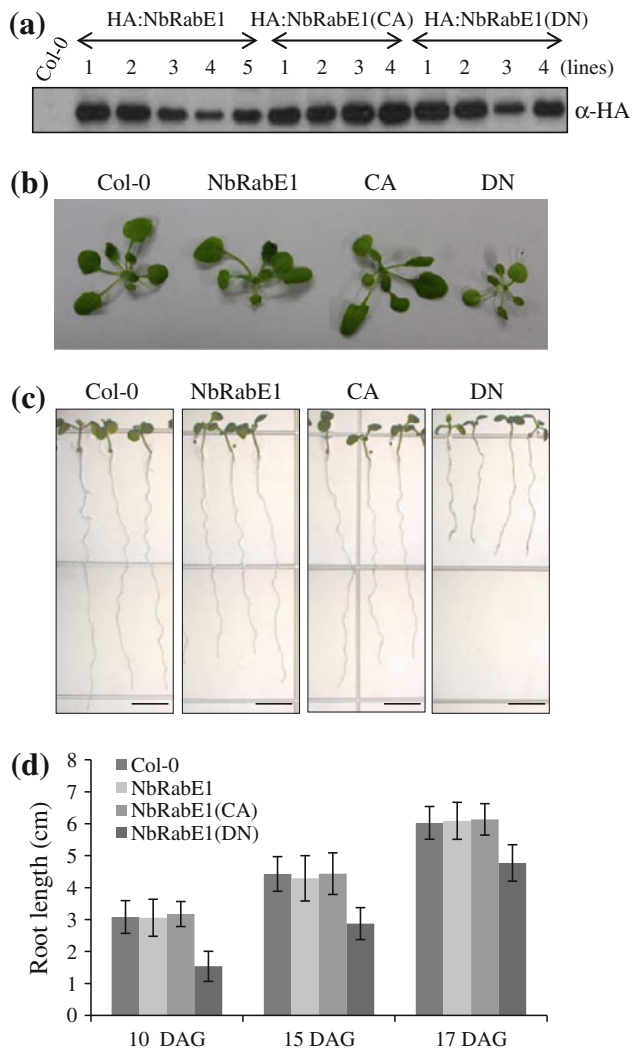 (a)
HA:NbRabE1 HA:NbRabE1(CA) HA:NbRabE1(DN)
Col-0 1 2 3 4 5 1 2 3 4 1 2 3 4 (lines)
α-HA
(b)
Col-0 NbRabE1 CA DN
(c)
Col-0 NbRabE1 CA DN
(d)
Root length (cm)
8
7
6
5
4
3
2
1
0
Col-0
NbRabE1
NbRabE1(CA)
NbRabE1(DN)
10 DAG 15 DAG 17 DAG